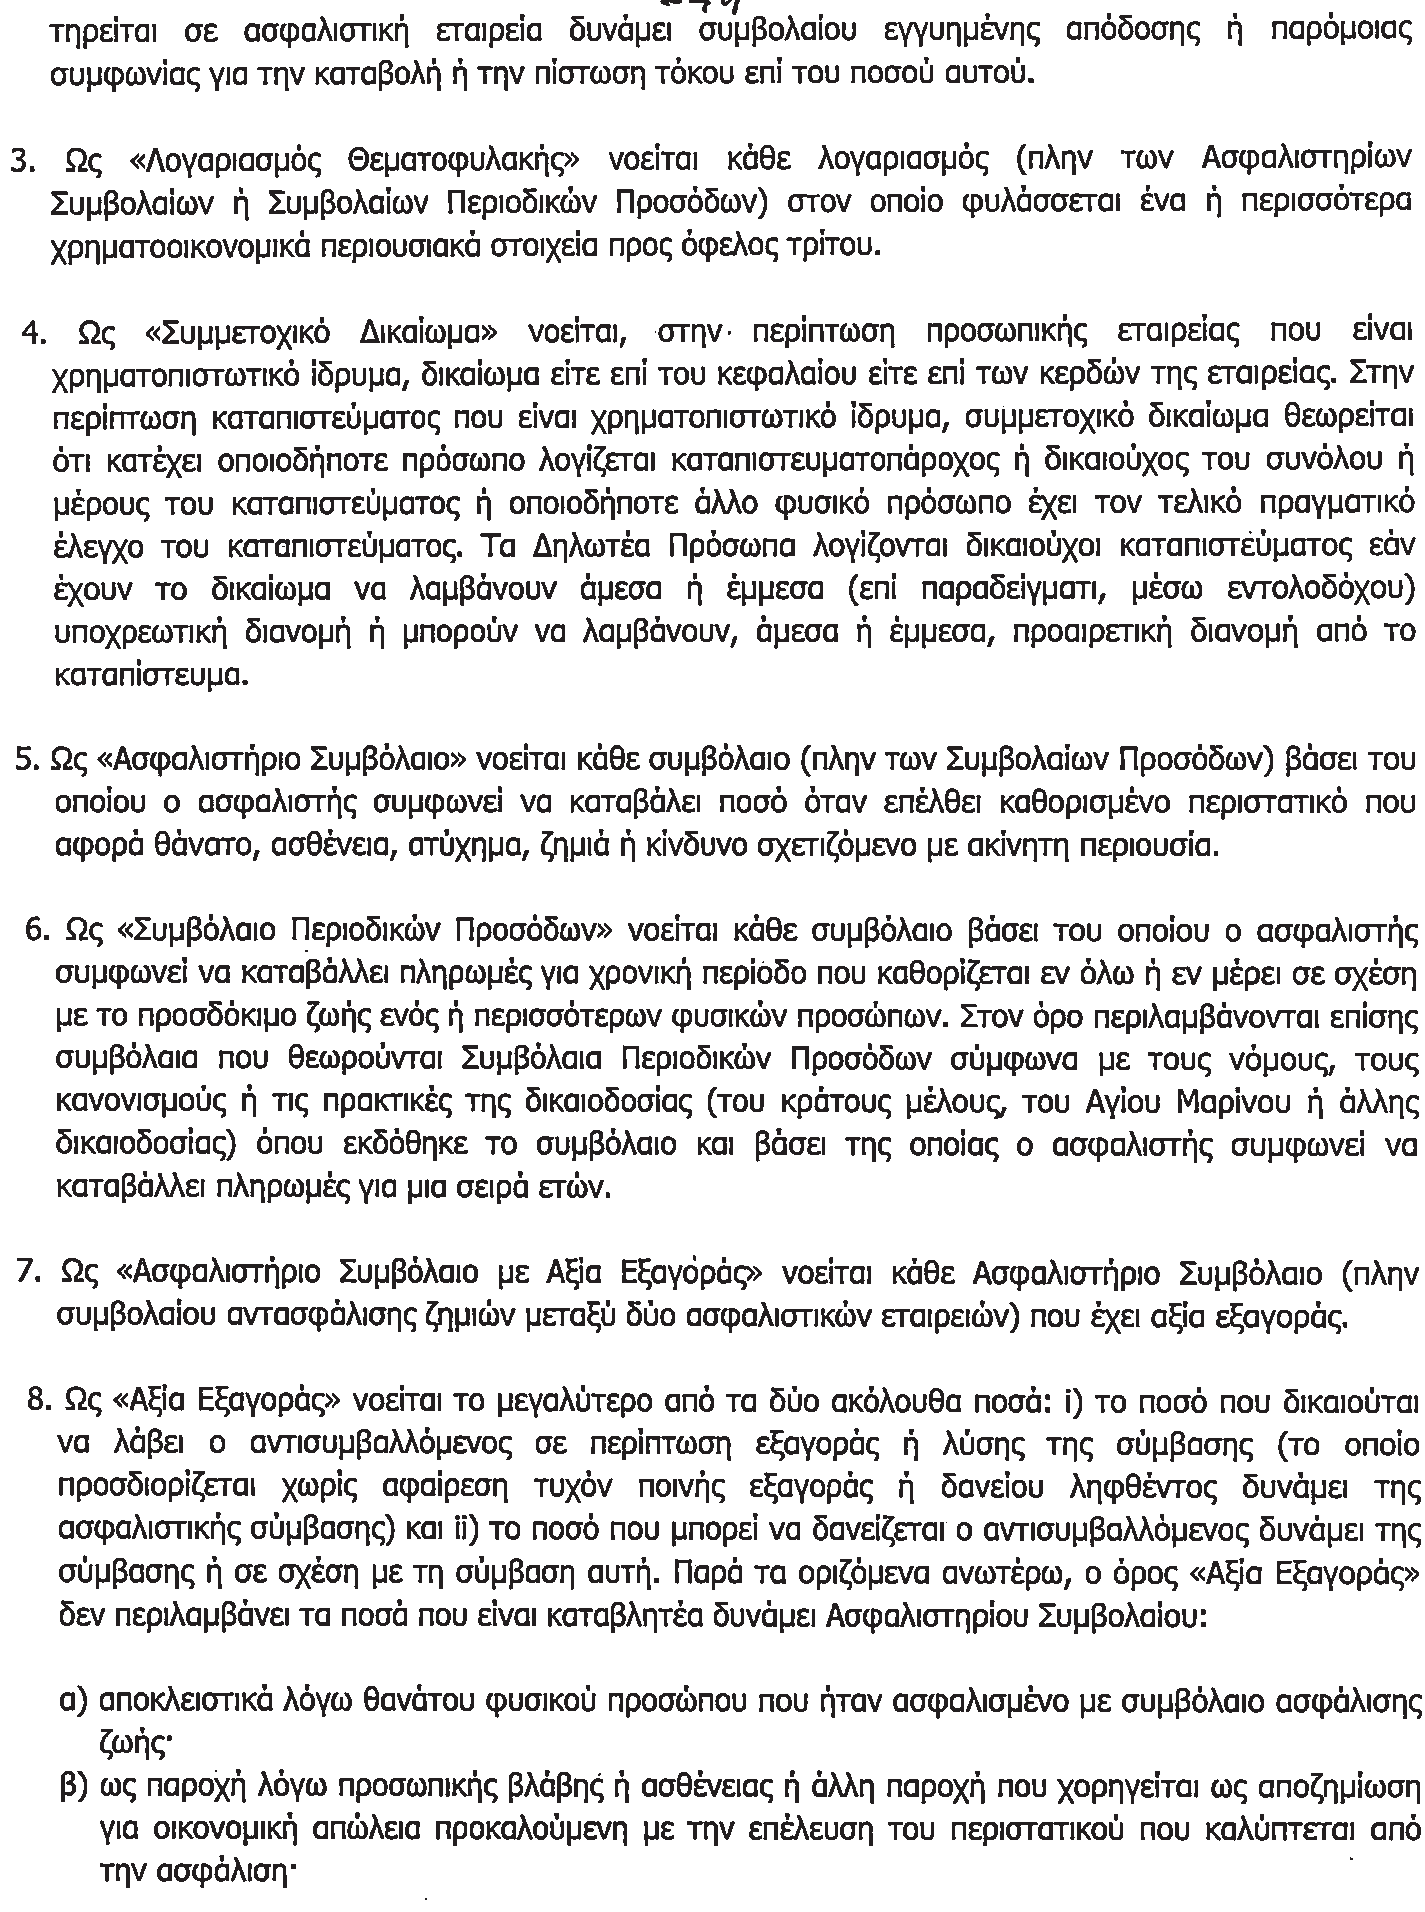 τηρείται σε ασφαλιστική εταιρεία δυνάμει συμβολαίου εγγυημένης απόδοσης ή παρόμοιας
συμφωνίας για την καταβολή ή την πίστωση τόκου επί του ποσού αυτού.
3. Ως «Λογαριασμός Θεματοφυλακής» νοείται κάθε λογαριασμός (πλην των Ασφαλιστηρίων
Συμβολαίων ή Συμβολαίων Περιοδικών Προσόδων) στον οποίο φυλάσσεται ένα ή περισσότερα
χρηματοοικονομικά περιουσιακά στοιχεία προς όφελος τρίτου.
4. Ως «Συμμετοχικό Δικαίωμα» νοείται, στην περίπτωση προσωπικής εταιρείας που είναι
χρηματοπιστωτικό ίδρυμα, δικαίωμα είτε επί του κεφαλαίου είτε επί των κερδών της εταιρείας. Στην
περίπτωση καταπιστεύματος που είναι χρηματοπιστωτικό ίδρυμα, συμμετοχικό δικαίωμα θεωρείται
ότι κατέχει οποιοδήποτε πρόσωπο λογίζεται καταπιστευματοπάροχος ή δικαιούχος του συνόλου ή
μέρους του καταπιστεύματος ή οποιοδήποτε άλλο φυσικό πρόσωπο έχει τον τελικό πραγματικό
έλεγχο του καταπιστεύματος. Τα Δηλωτέα Πρόσωπα λογίζονται δικαιούχοι καταπιστεύματος εάν
έχουν το δικαίωμα να λαμβάνουν άμεσα ή έμμεσα (επί παραδείγματι, μέσω εντολοδόχου)
υποχρεωτική διανομή ή μπορούν να λαμβάνουν, άμεσα ή έμμεσα, προαιρετική διανομή από το
καταπίστευμα.
5. Ως «Ασφαλιστήριο Συμβόλαιο» νοείται κάθε συμβόλαιο (πλην των Συμβολαίων Προσόδων) βάσει του
οποίου ο ασφαλιστής συμφωνεί να καταβάλει ποσό όταν επέλθει καθορισμένο περιστατικό που
αφορά θάνατο, ασθένεια, ατύχημα, ζημιά ή κίνδυνο σχετιζόμενο με ακίνητη περιουσία.
6. Ως «Συμβόλαιο Περιοδικών Προσόδων» νοείται κάθε συμβόλαιο βάσει του οποίου ο ασφαλιστής
συμφωνεί να καταβάλλει πληρωμές για χρονική περίοδο που καθορίζεται εν όλω ή εν μέρει σε σχέση
με το προσδόκιμο ζωής ενός ή περισσότερων φυσικών προσώπων. Στον όρο περιλαμβάνονται επίσης
συμβόλαια που θεωρούνται Συμβόλαια Περιοδικών Προσόδων σύμφωνα με τους νόμους, τους
κανονισμούς ή τις πρακτικές της δικαιοδοσίας (του κράτους μέλους, του Αγίου Μαρίνου ή άλλης
δικαιοδοσίας) όπου εκδόθηκε το συμβόλαιο και βάσει της οποίας ο ασφαλιστής συμφωνεί να
καταβάλλει πληρωμές για μια σειρά ετών.
7. Ως «Ασφαλιστήριο Συμβόλαιο με Αξία Εξαγοράς» νοείται κάθε Ασφαλιστήριο Συμβόλαιο (πλην
συμβολαίου αντασφάλισης ζημιών μεταξύ δύο ασφαλιστικών εταιρειών) που έχει αξία εξαγοράς.
8. Ως «Αξία Εξαγοράς» νοείται το μεγαλύτερο από τα δύο ακόλουθα ποσά: i) το ποσό που δικαιούται
να λάβει ο αντισυμβαλλόμενος σε περίπτωση εξαγοράς ή λύσης της σύμβασης (το οποίο
προσδιορίζεται χωρίς αφαίρεση τυχόν ποινής εξαγοράς ή δανείου ληφθέντος δυνάμει της
ασφαλιστικής σύμβασης) και ii) το ποσό που μπορεί να δανείζεται ο αντισυμβαλλόμενος δυνάμει της
σύμβασης ή σε σχέση με τη σύμβαση αυτή. Παρά τα οριζόμενα ανωτέρω, ο όρος «Αξία Εξαγοράς»
δεν περιλαμβάνει τα ποσά που είναι καταβλητέα δυνάμει Ασφαλιστηρίου Συμβολαίου:
α) αποκλειστικά λόγω θανάτου φυσικού προσώπου που ήταν ασφαλισμένο με συμβόλαιο ασφάλισης
ζωής·
β) ως παροχή λόγω προσωπικής βλάβης ή ασθένειας ή άλλη παροχή που χορηγείται ως αποζημίωση
για οικονομική απώλεια προκαλούμενη με την επέλευση του περιστατικού που καλύπτεται από
την ασφάλιση·